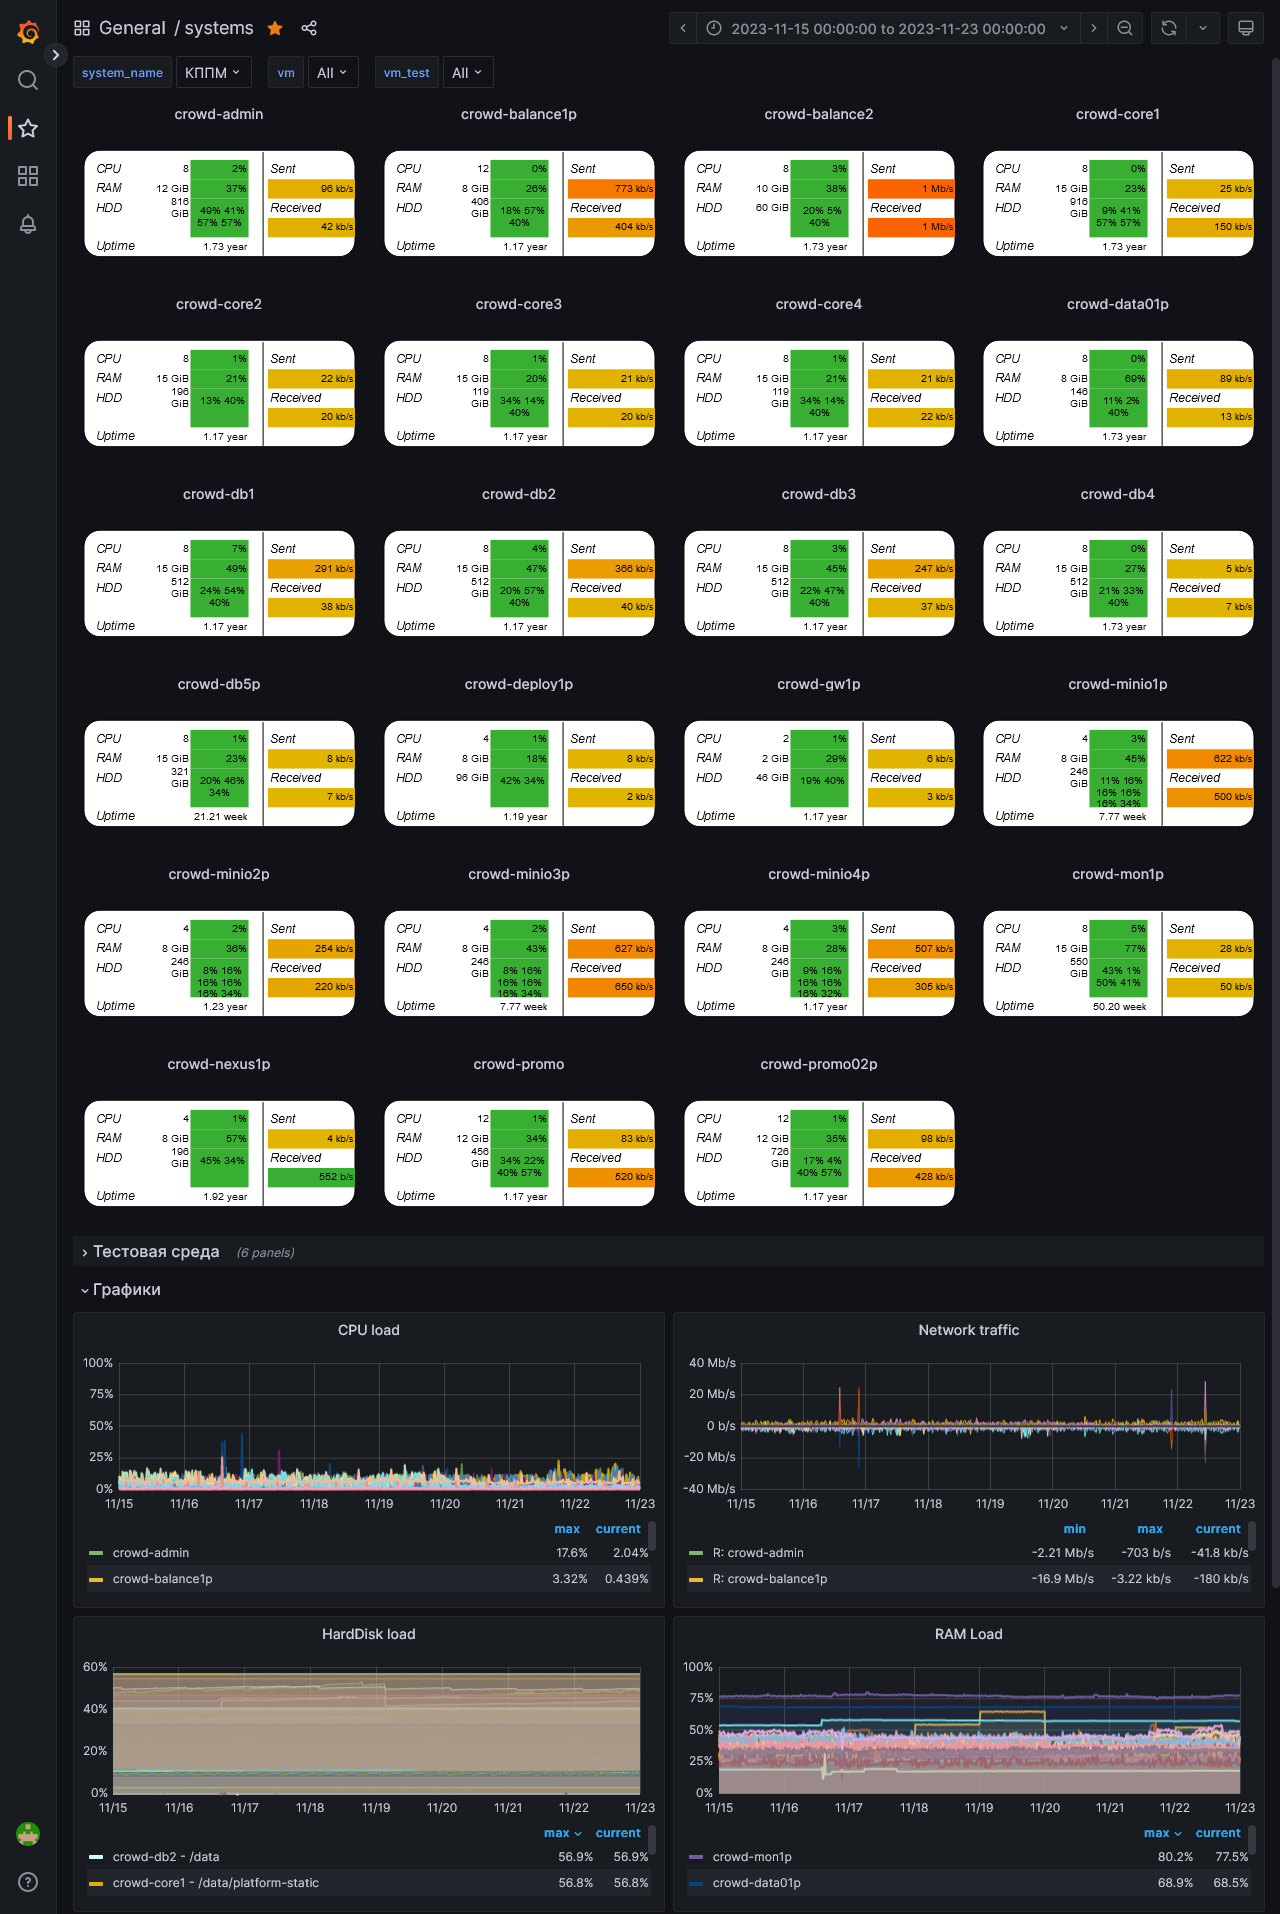 General / systems
2023-11-15 00:00:00 to 2023-11-23 00:00:00
system_name КППМ vm All vm_test All
crowd-admin crowd-balance1p crowd-balance2 crowd-core1
CPU 8 2% Sent CPU 12 0% Sent CPU 8 3% Sent CPU 8 0% Sent
RAM 12 GiB 37% 96 kb/s RAM 8 GiB 26% 773 kb/s RAM 10 GiB 38% 1 Mb/s RAM 15 GiB 23% 25 kb/s
HDD 816 GiB 49% 41% 57% 57% Received HDD 406 GiB 18% 57% 40% Received HDD 60 GiB 20% 5% 40% Received HDD 916 GiB 9% 41% 57% 57% Received
42 kb/s 404 kb/s 1 Mb/s 150 kb/s
Uptime 1.73 year Uptime 1.17 year Uptime 1.73 year Uptime 1.73 year
crowd-core2 crowd-core3 crowd-core4 crowd-data01p
CPU 8 1% Sent CPU 8 1% Sent CPU 8 1% Sent CPU 8 0% Sent
RAM 15 GiB 21% 22 kb/s RAM 15 GiB 20% 21 kb/s RAM 15 GiB 21% 21 kb/s RAM 8 GiB 69% 89 kb/s
HDD 196 GiB 13% 40% Received HDD 119 GiB 34% 14% 40% Received HDD 119 GiB 34% 14% 40% Received HDD 146 GiB 11% 2% 40% Received
20 kb/s 20 kb/s 22 kb/s 13 kb/s
Uptime 1.17 year Uptime 1.17 year Uptime 1.17 year Uptime 1.73 year
crowd-db1 crowd-db2 crowd-db3 crowd-db4
CPU 8 7% Sent CPU 8 4% Sent CPU 8 3% Sent CPU 8 0% Sent
RAM 15 GiB 49% 291 kb/s RAM 15 GiB 47% 366 kb/s RAM 15 GiB 45% 247 kb/s RAM 15 GiB 27% 5 kb/s
HDD 512 GiB 24% 54% 40% Received HDD 512 GiB 20% 57% 40% Received HDD 512 GiB 22% 47% 40% Received HDD 512 GiB 21% 33% 40% Received
38 kb/s 40 kb/s 37 kb/s 7 kb/s
Uptime 1.17 year Uptime 1.17 year Uptime 1.17 year Uptime 1.73 year
crowd-db5p crowd-deploy1p crowd-gw1p crowd-minio1p
CPU 8 1% Sent CPU 4 1% Sent CPU 2 1% Sent CPU 4 3% Sent
RAM 15 GiB 23% 8 kb/s RAM 8 GiB 18% 8 kb/s RAM 2 GiB 29% 6 kb/s RAM 8 GiB 45% 622 kb/s
HDD 321 GiB 20% 46% 34% Received HDD 96 GiB 42% 34% Received HDD 46 GiB 19% 40% Received HDD 246 GiB 11% 16% 16% 16% 16% 34% Received
7 kb/s 2 kb/s 3 kb/s 500 kb/s
Uptime 21.21 week Uptime 1.19 year Uptime 1.17 year Uptime 7.77 week
crowd-minio2p crowd-minio3p crowd-minio4p crowd-mon1p
CPU 4 2% Sent CPU 4 2% Sent CPU 4 3% Sent CPU 8 5% Sent
RAM 8 GiB 36% 254 kb/s RAM 8 GiB 43% 627 kb/s RAM 8 GiB 28% 507 kb/s RAM 15 GiB 77% 28 kb/s
HDD 246 GiB 8% 16% 16% 16% 16% 34% Received HDD 246 GiB 8% 16% 16% 16% 16% 34% Received HDD 246 GiB 9% 16% 16% 16% 16% 32% Received HDD 550 GiB 43% 1% 50% 41% Received
220 kb/s 650 kb/s 305 kb/s 50 kb/s
Uptime 1.23 year Uptime 7.77 week Uptime 1.17 year Uptime 50.20 week
crowd-nexus1p crowd-promo crowd-promo02p
CPU 4 1% Sent CPU 12 1% Sent CPU 12 1% Sent
RAM 8 GiB 57% 4 kb/s RAM 12 GiB 34% 83 kb/s RAM 12 GiB 35% 98 kb/s
HDD 196 GiB 45% 34% Received HDD 456 GiB 34% 22% 40% 57% Received HDD 726 GiB 17% 4% 40% 57% Received
552 b/s 520 kb/s 428 kb/s
Uptime 1.92 year Uptime 1.17 year Uptime 1.17 year
Тестовая среда (6 panels)
Графики
CPU load
100%
75%
50%
25%
0%
11/15 11/16 11/17 11/18 11/19 11/20 11/21 11/22 11/23
max current
crowd-admin 17.6% 2.04%
crowd-balance1p 3.32% 0.439%
Network traffic
40 Mb/s
20 Mb/s
0 b/s
-20 Mb/s
-40 Mb/s
11/15 11/16 11/17 11/18 11/19 11/20 11/21 11/22 11/23
min max current
R: crowd-admin -2.21 Mb/s -703 b/s -41.8 kb/s
R: crowd-balance1p -16.9 Mb/s -3.22 kb/s -180 kb/s
HardDisk load
60%
40%
20%
0%
11/15 11/16 11/17 11/18 11/19 11/20 11/21 11/22 11/23
max current
crowd-db2 - /data 56.9% 56.9%
crowd-core1 - /data/platform-static 56.8% 56.8%
RAM Load
100%
75%
50%
25%
0%
11/15 11/16 11/17 11/18 11/19 11/20 11/21 11/22 11/23
max current
crowd-mon1p 80.2% 77.5%
crowd-data01p 68.9% 68.5%